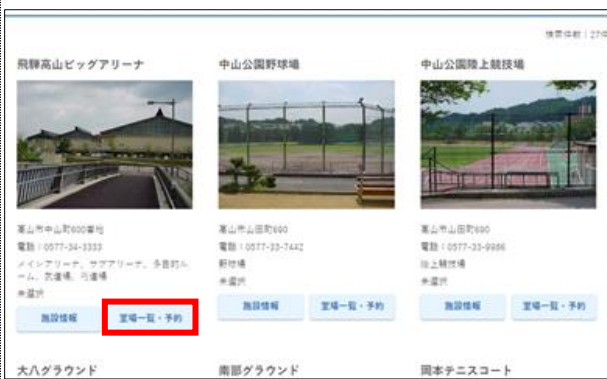 検索件数：27件
飛騨高山ビッグアリーナ
高山市中山町600番地
電話：0577-34-3333
メインアリーナ、サブアリーナ、多目的ル
ーム、武道場、弓道場
未選択
施設情報
室場一覧・予約
中山公園野球場
高山市山田町690
電話：0577-33-7442
野球場
未選択
施設情報
室場一覧・予約
中山公園陸上競技場
高山市山田町690
電話：0577-33-9986
陸上競技場
未選択
施設情報
室場一覧・予約
大八グラウンド
南部グラウンド
岡本テニスコート